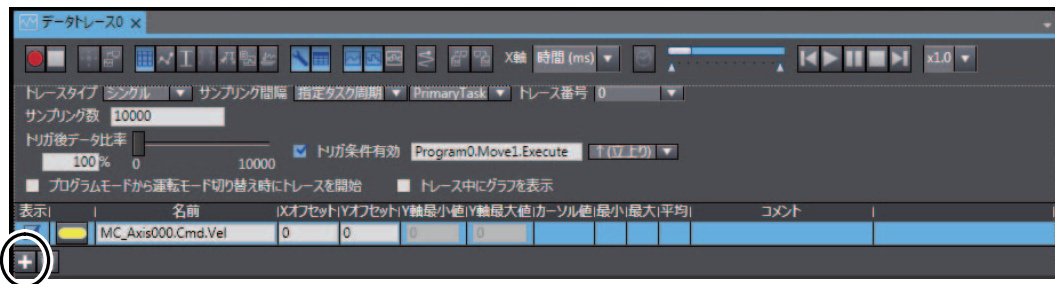 データトレース0 ×
X軸 時間 (ms) x1.0
トレースタイプ シングル サンプリング間隔 指定タスク周期 PrimaryTask トレース番号 0
サンプリング数 10000
トリガ後データ比率
100 % 0 10000 トリガ条件有効 Program0.Move1.Execute ↑(立上り)
プログラムモードから運転モード切り替え時にトレースを開始 トレース中にグラフを表示
表示 名前 Xオフセット Yオフセット Y軸最小値 Y軸最大値 カーソル値 最小 最大 平均 コメント
MC_Axis000.Cmd.Vel 0 0 0 0
+